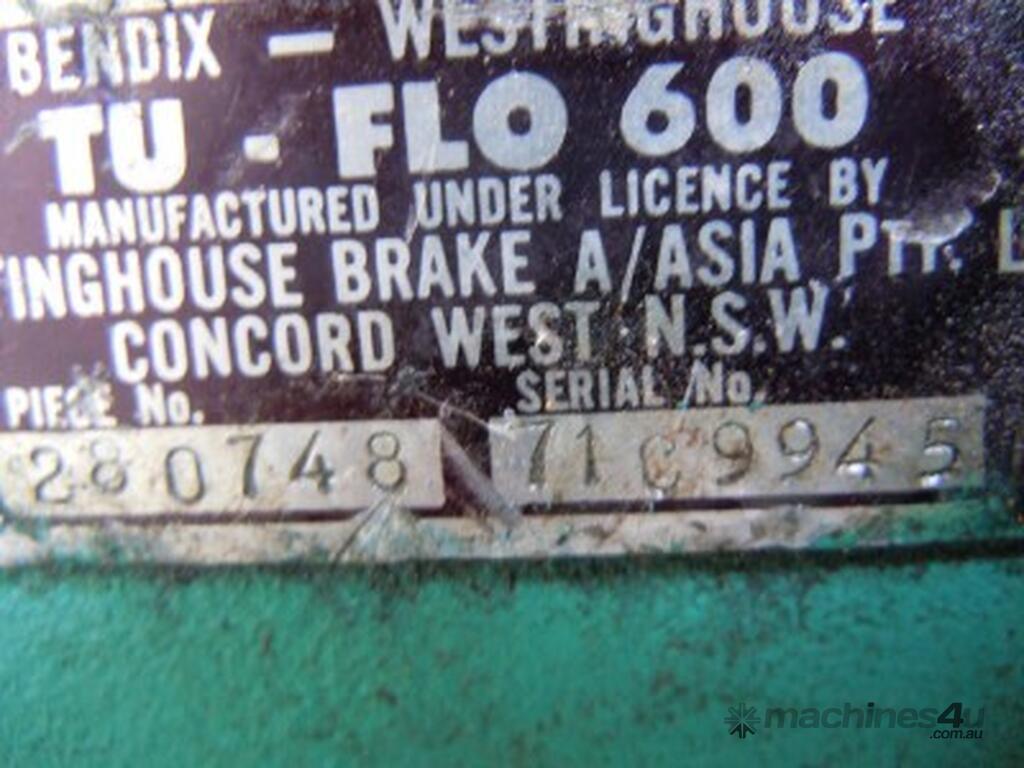 BENDIX - WESTINGHOUSE
TU - FLO 600
MANUFACTURED UNDER LICENCE BY
TINGHOUSE BRAKE A/ASIA PTY. L
CONCORD WEST N.S.W.
PIECE No. SERIAL No.
280748 71C9945
machines4u
.com.au